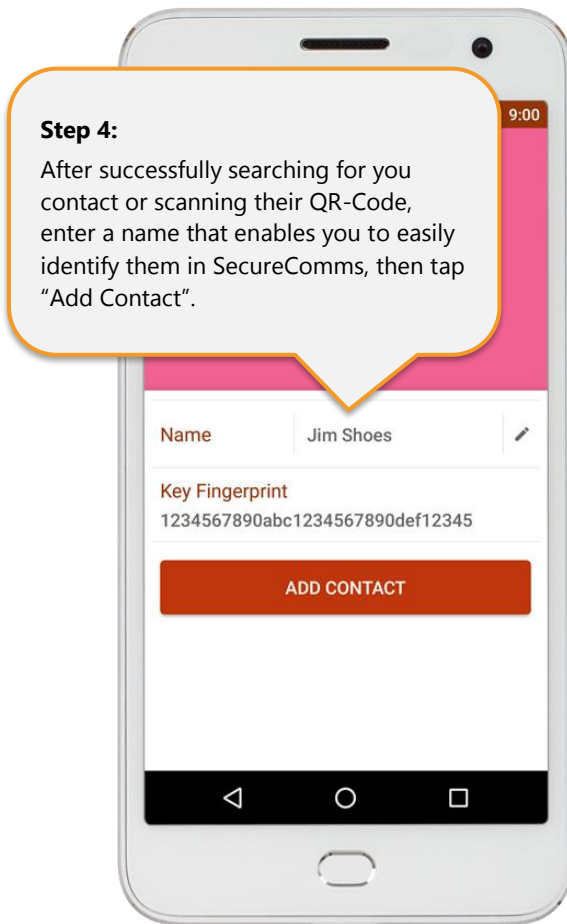 9:00
Step 4:
After successfully searching for you
contact or scanning their QR-Code,
enter a name that enables you to easily
identify them in SecureComms, then tap
“Add Contact”.
Name Jim Shoes
Key Fingerprint
1234567890abc1234567890def12345
ADD CONTACT